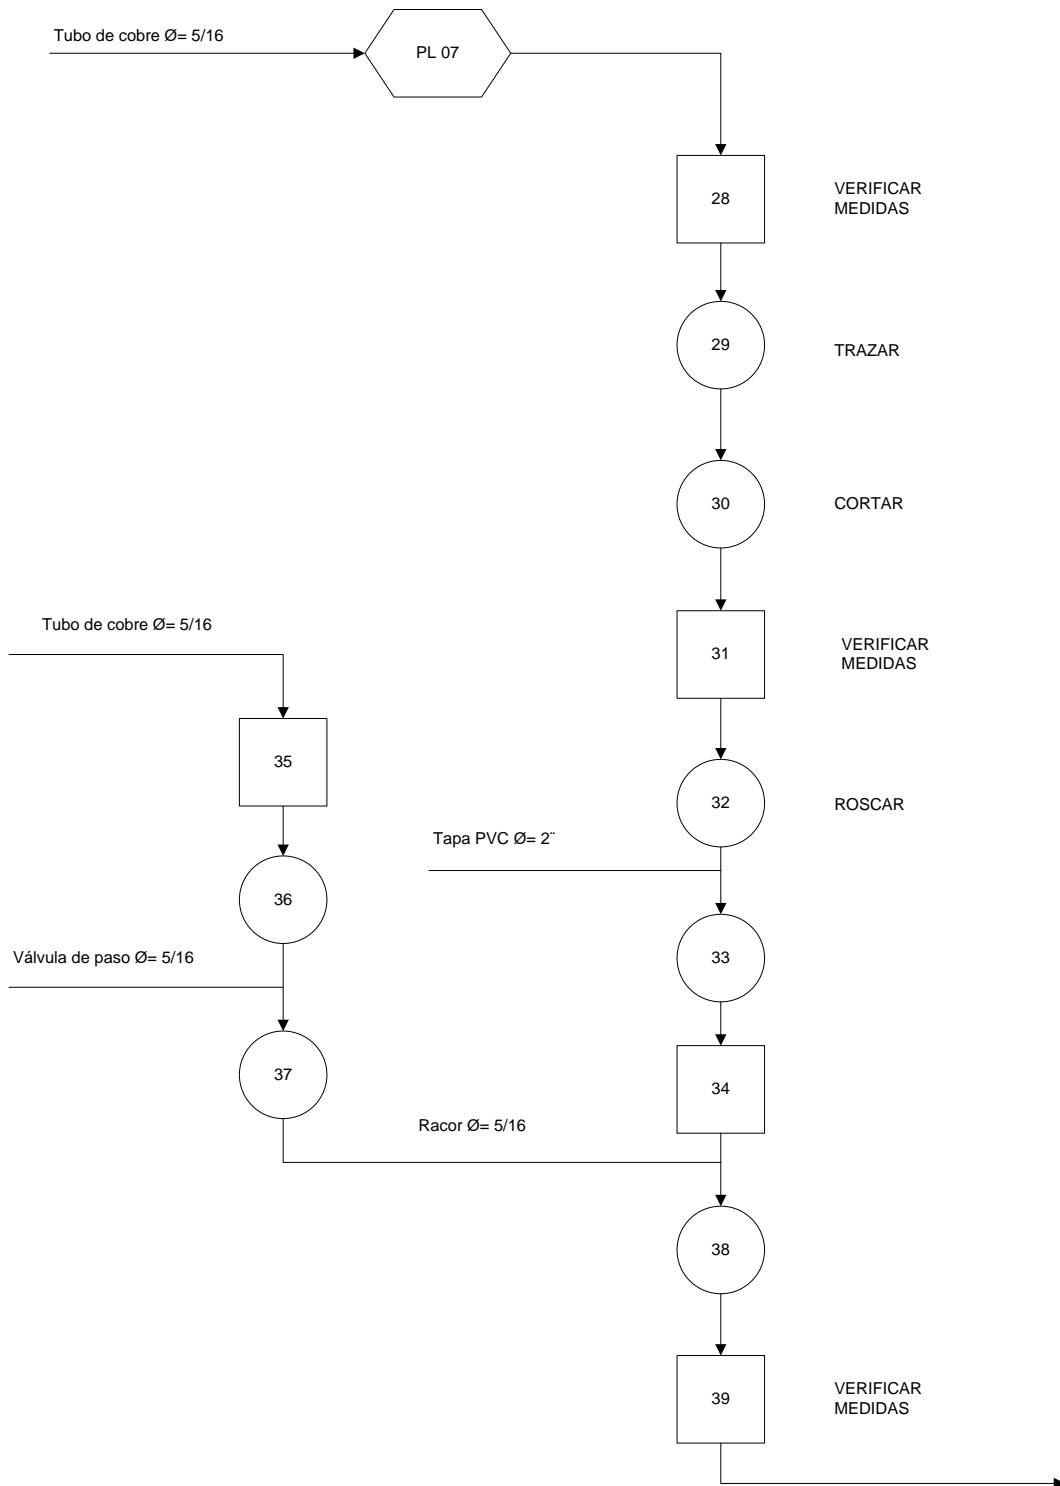 Tubo de cobre Ø= 5/16
PL 07
28
VERIFICAR
MEDIDAS
29
TRAZAR
30
CORTAR
31
VERIFICAR
MEDIDAS
Tubo de cobre Ø= 5/16
35
32
ROSCAR
Tapa PVC Ø= 2¨
36
33
Válvula de paso Ø= 5/16
37
34
Racor Ø= 5/16
38
39
VERIFICAR
MEDIDAS